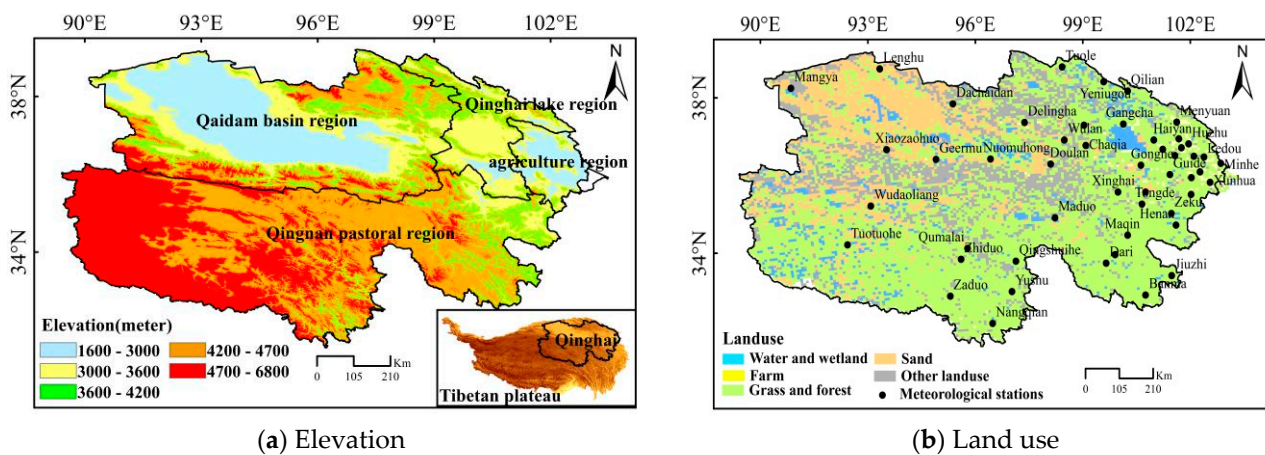 90°E 93°E 96°E 99°E 102°E
N
38°N
34°N
Qinghai lake region
Qaidam basin region
agriculture region
Qingnan pastoral region
Elevation(meter)
1600 - 3000
3000 - 3600
3600 - 4200
4200 - 4700
4700 - 6800
Km
0 105 210
Qinghai
Tibetan plateau
(a) Elevation
90°E 93°E 96°E 99°E 102°E
N
38°N
34°N
Lenghu
Tuole
Mangya
Qilian
Yeniugou
Dachaidan
Delingha
Gangcha
Menyuan
Wulan
Haiyan
Huzhu
Xiaozaohuo
Geermu
Nuomuhong
Chaqia
Doulan
Gonghe
Guide
Minhe
Xinghai
Tongde
Xunhua
Wudaoliang
Maduo
Zeku
Henan
Maqin
Tuotuohe
Qumalai
Zhiduo
Qingshuihe
Dari
Jiuzhi
Zaduo
Yushu
Banma
Nangqian
Landuse
Water and wetland
Farm
Grass and forest
Sand
Other landuse
Meteorological stations
Km
0 105 210
(b) Land use